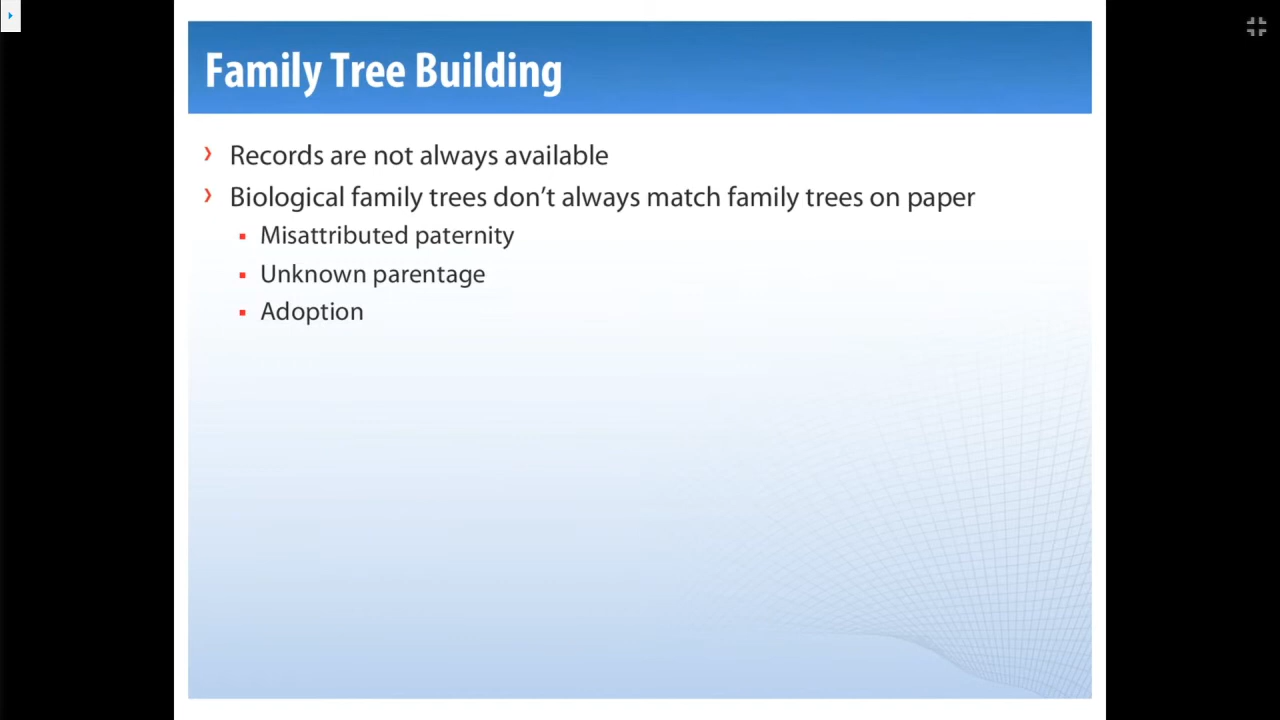 Family Tree Building
Records are not always available
Biological family trees don’t always match family trees on paper
Misattributed paternity
Unknown parentage
Adoption